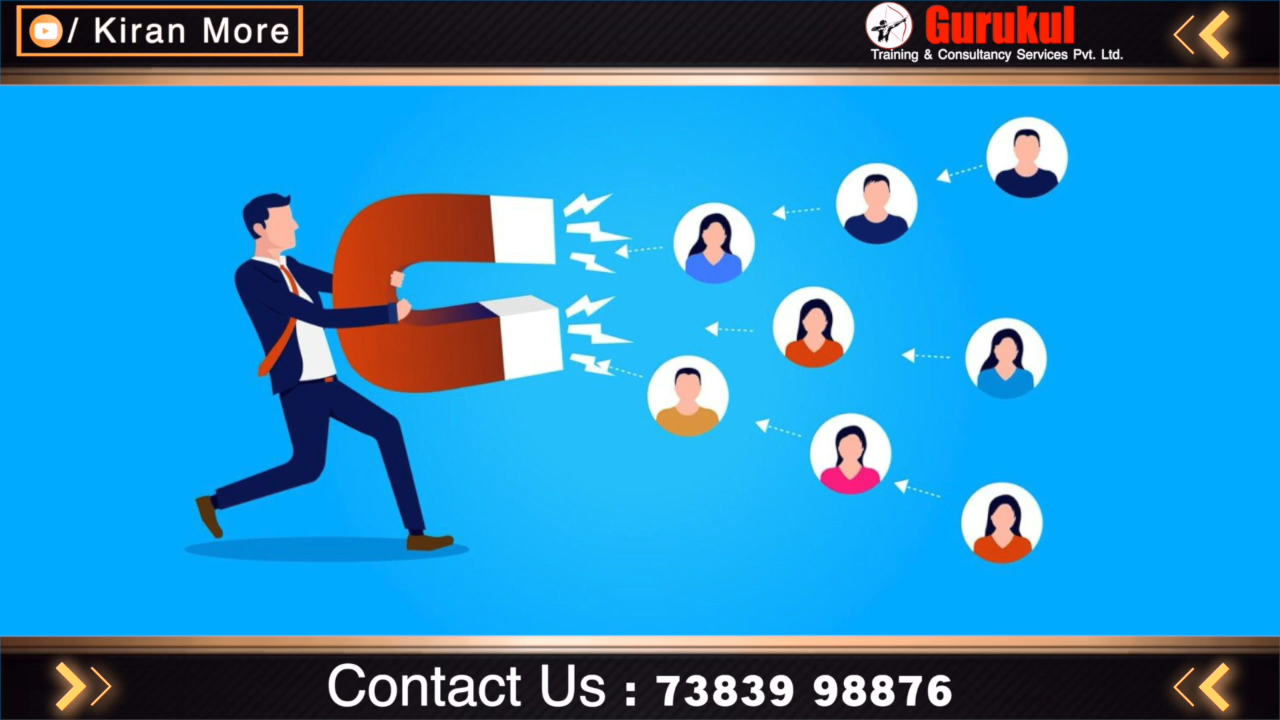 / Kiran More
Gurukul
Training & Consultancy Services Pvt. Ltd.
Contact Us : 73839 98876